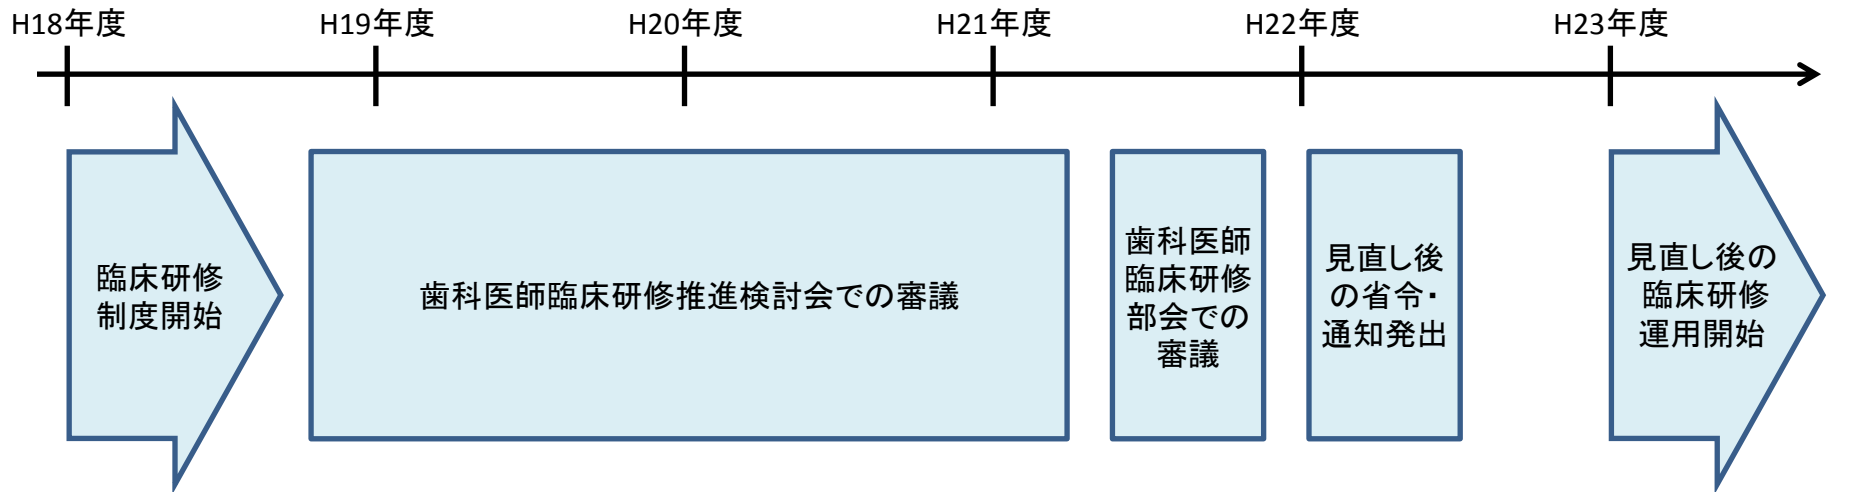 H18年度
H19年度
H20年度
H21年度
H22年度
H23年度
臨床研修
制度開始
歯科医師臨床研修推進検討会での審議
歯科医師
臨床研修
部会での
審議
見直し後
の省令・
通知発出
見直し後の
臨床研修
運用開始